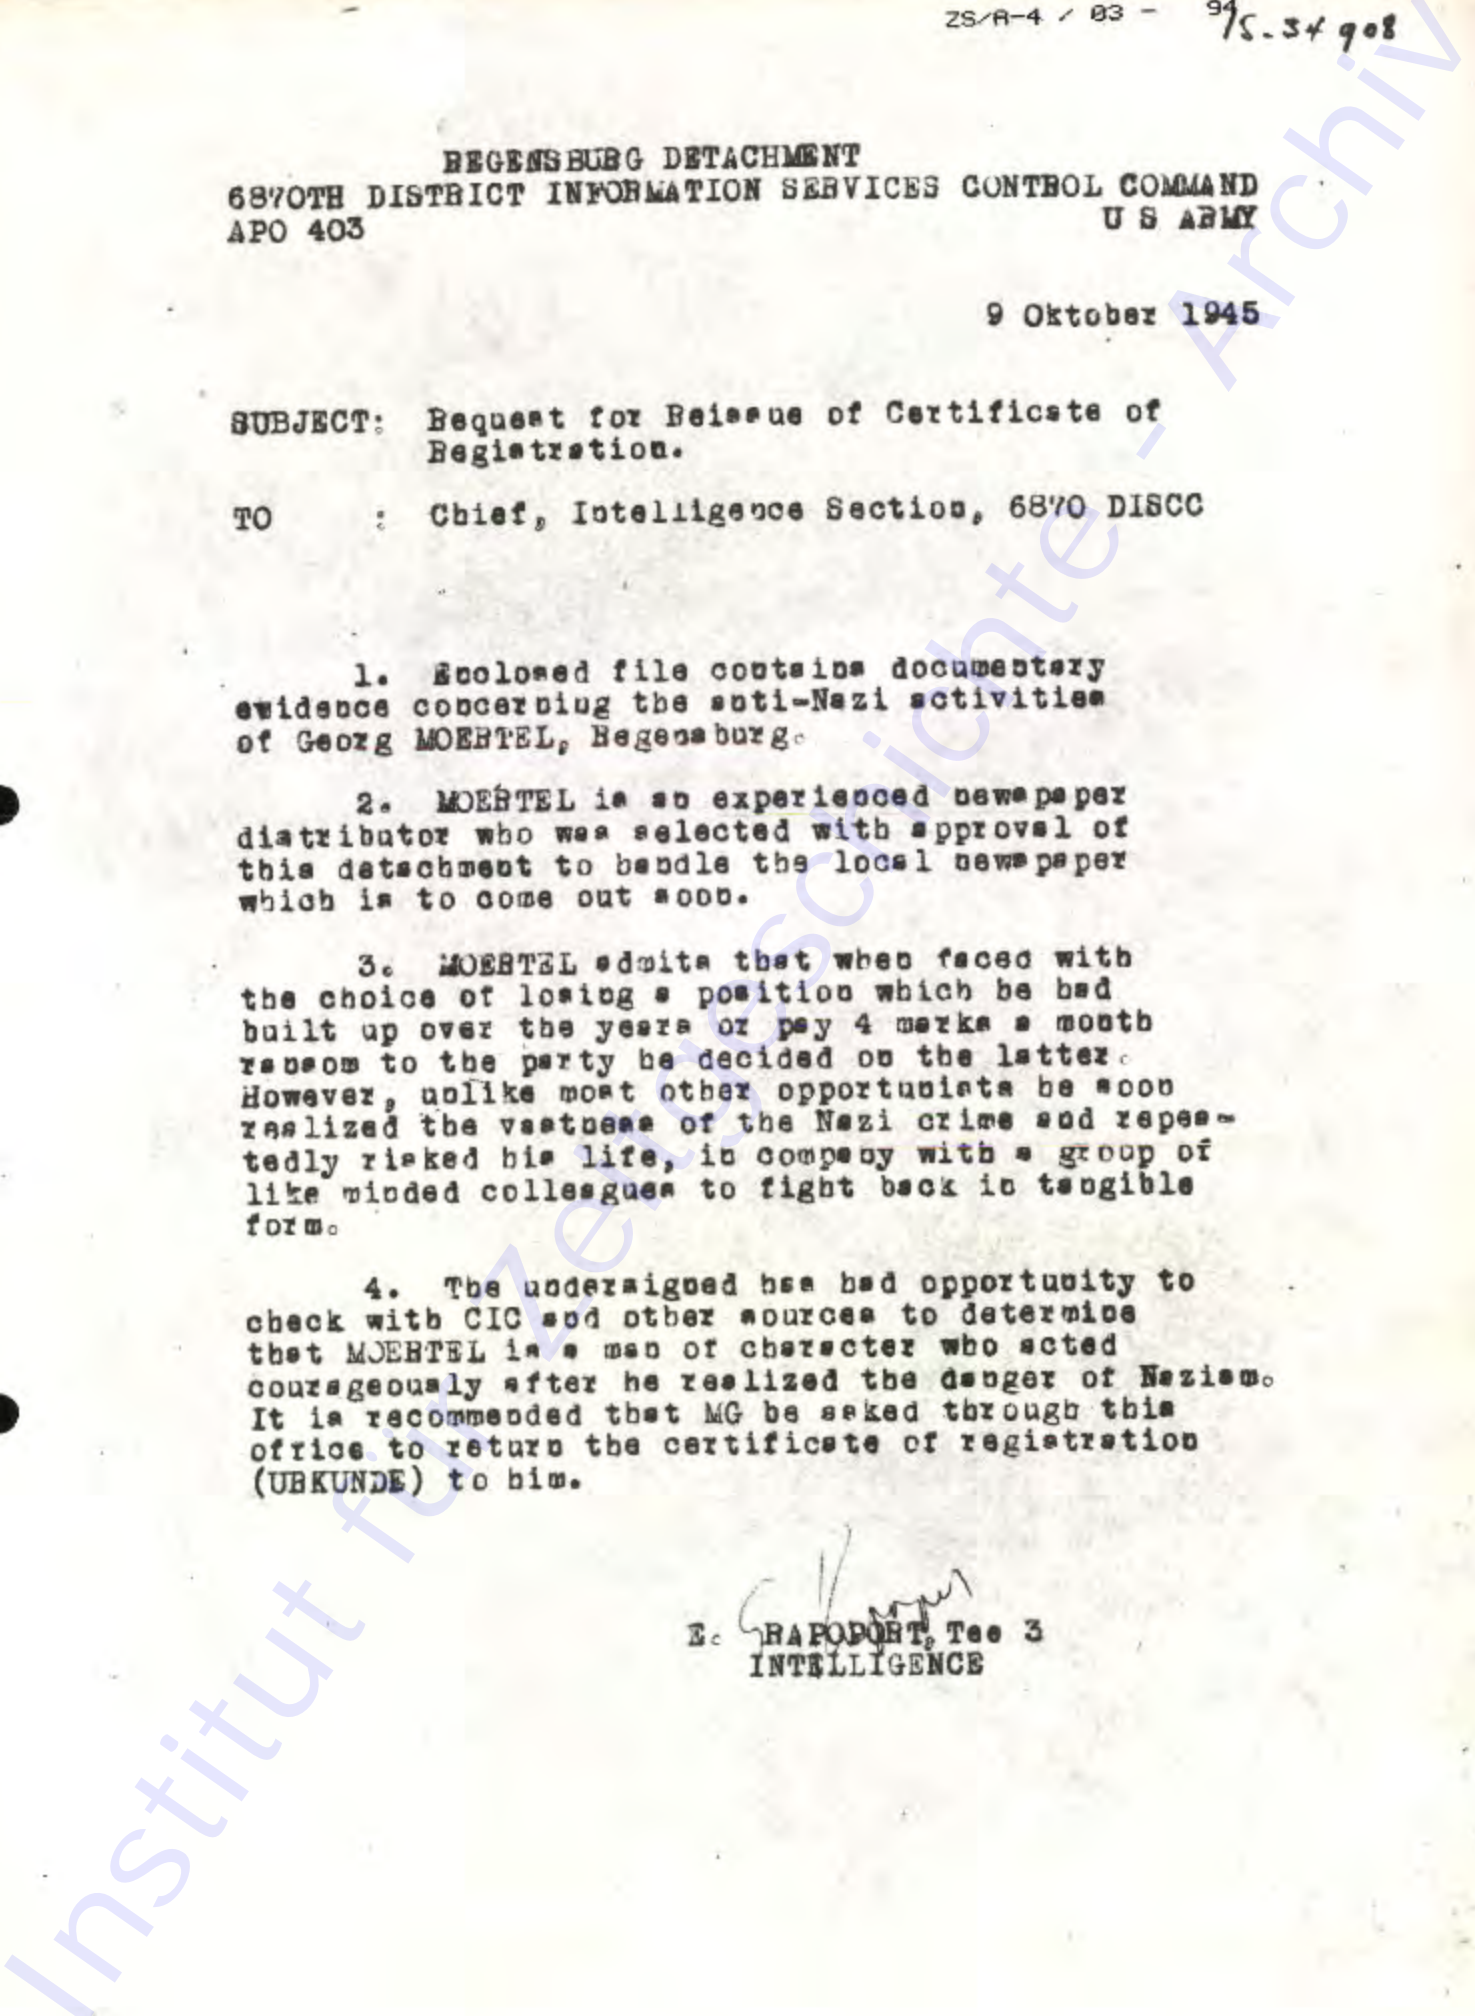 ZS/A-4 / 03 - 94
/5. 34 908
REGENSBURG DETACHMENT
6870TH DISTRICT INFORMATION SERVICES CONTROL COMMAND
APO 403 U S ARMY
9 Oktober 1945
SUBJECT: Request for Reissue of Certificate of
Registration.
TO : Chief, Intelligence Section, 6870 DISCC
1. Enclosed file contains documentary
evidence concerning the anti-Nazi activities
of Georg MOERTEL, Regensburg.
2. MOERTEL is an experienced newspaper
distributor who was selected with approval of
this detachment to handle the local newspaper
which is to come out soon.
3. MOERTEL admits that when faced with
the choice of losing a position which he had
built up over the years or pay 4 marks a month
ransom to the party he decided on the latter.
However, unlike most other opportunists he soon
realized the vastness of the Nazi crime and repea-
tedly risked his life, in company with a group of
like minded colleagues to fight back in tangible
form.
4. The undersigned has had opportunity to
check with CIC and other sources to determine
that MOERTEL is a man of character who acted
courageously after he realized the danger of Nazism.
It is recommended that MG be asked through this
office to return the certificate of registration
(URKUNDE) to him.
E. RAPOPORT, Tec 3
INTELLIGENCE
Institut für Zeitgeschichte - Archiv